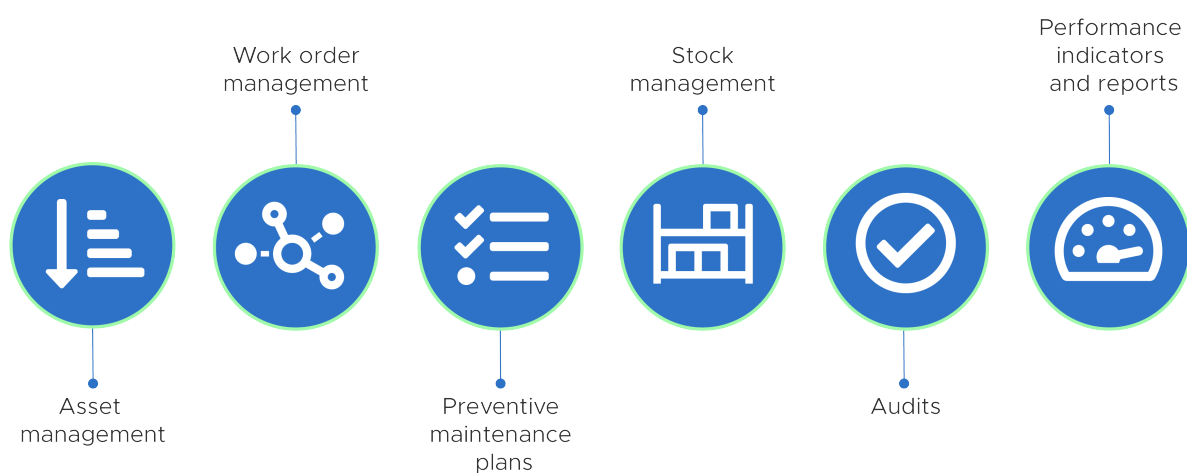 Asset
management
Work order
management
Preventive
maintenance
plans
Stock
management
Audits
Performance
indicators
and reports